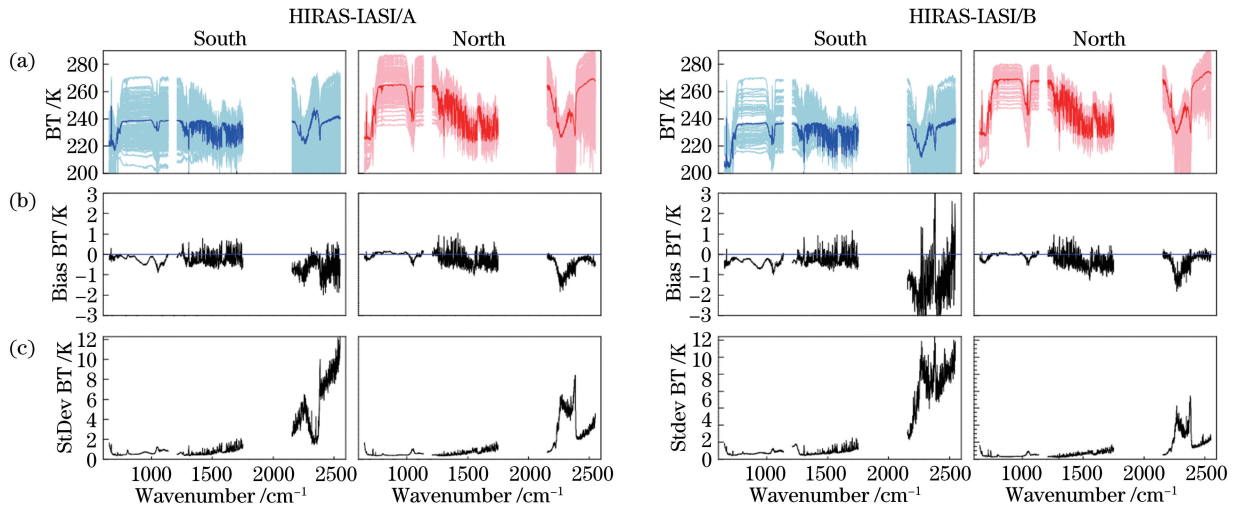 HIRAS-IASI/A
HIRAS-IASI/B
South
North
South
North
(a)
BT /K
280
260
240
220
200
BT /K
280
260
240
220
200
(b)
Bias BT /K
3
2
1
0
−1
−2
−3
Bias BT /K
3
2
1
0
−1
−2
−3
(c)
StDev BT /K
12
10
8
6
4
2
0
Stdev BT /K
12
10
8
6
4
2
0
1000 1500 2000 2500
1000 1500 2000 2500
1000 1500 2000 2500
1000 1500 2000 2500
Wavenumber /cm⁻¹
Wavenumber /cm⁻¹
Wavenumber /cm⁻¹
Wavenumber /cm⁻¹